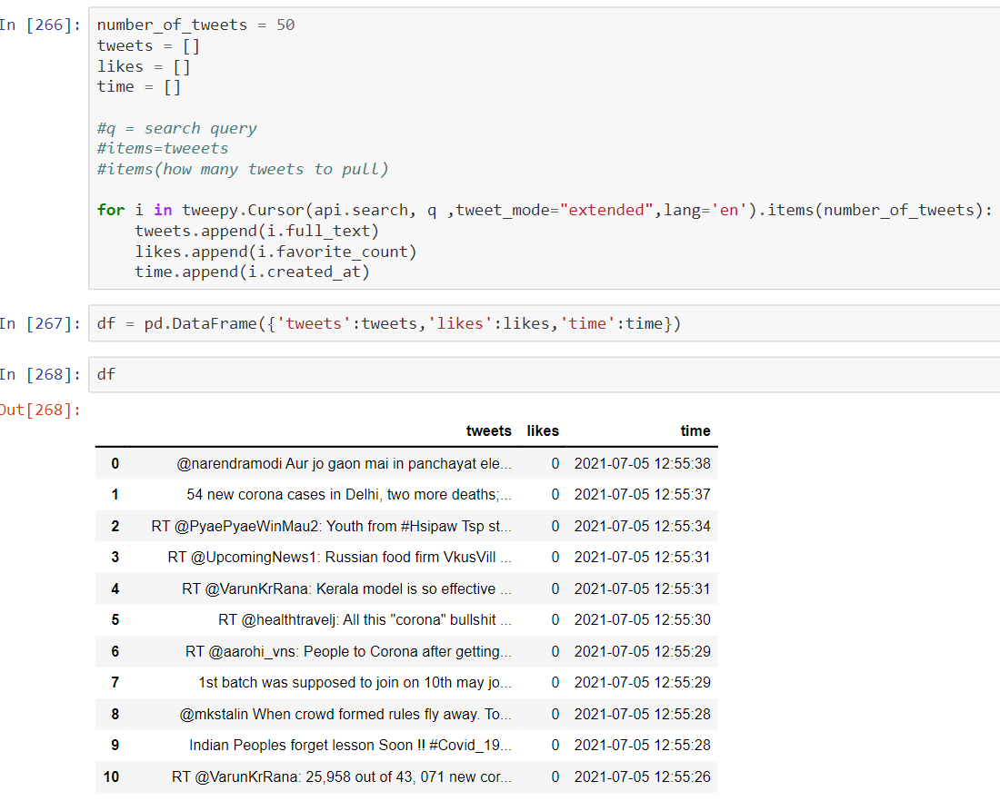 In [266]: number_of_tweets = 50
tweets = []
likes = []
time = []
#q = search query
#items=tweeets
#items(how many tweets to pull)
for i in tweepy.Cursor(api.search, q ,tweet_mode="extended",lang='en').items(number_of_tweets):
tweets.append(i.full_text)
likes.append(i.favorite_count)
time.append(i.created_at)
In [267]: df = pd.DataFrame({'tweets':tweets,'likes':likes,'time':time})
In [268]: df
Out[268]:
tweets likes time
0 @narendramodi Aur jo gaon mai in panchayat ele... 0 2021-07-05 12:55:38
1 54 new corona cases in Delhi, two more deaths;... 0 2021-07-05 12:55:37
2 RT @PyaePyaeWinMau2: Youth from #Hsipaw Tsp st... 0 2021-07-05 12:55:34
3 RT @UpcomingNews1: Russian food firm VkusVill ... 0 2021-07-05 12:55:31
4 RT @VarunKrRana: Kerala model is so effective ... 0 2021-07-05 12:55:31
5 RT @healthtravelj: All this "corona" bullshit ... 0 2021-07-05 12:55:30
6 RT @aarohi_vns: People to Corona after getting... 0 2021-07-05 12:55:29
7 1st batch was supposed to join on 10th may jo... 0 2021-07-05 12:55:29
8 @mkstalin When crowd formed rules fly away. To... 0 2021-07-05 12:55:28
9 Indian Peoples forget lesson Soon !! #Covid_19... 0 2021-07-05 12:55:28
10 RT @VarunKrRana: 25,958 out of 43, 071 new cor... 0 2021-07-05 12:55:26